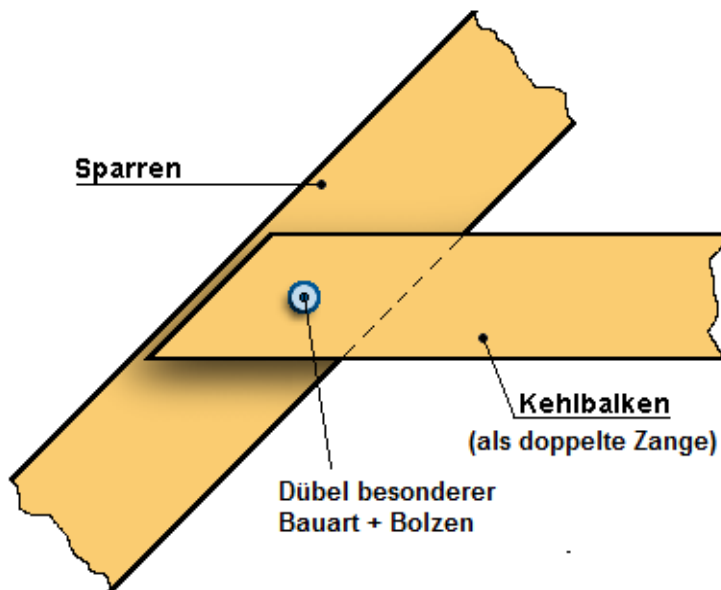 Sparren
Kehlbalken
(als doppelte Zange)
Dübel besonderer
Bauart + Bolzen